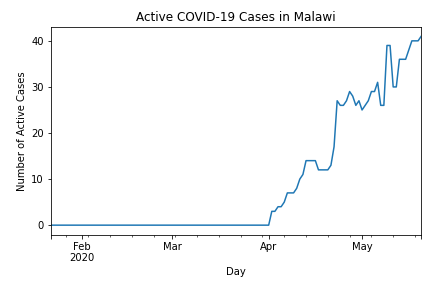 Active COVID-19 Cases in Malawi
Number of Active Cases
40
30
20
10
0
Feb
2020
Mar
Apr
May
Day